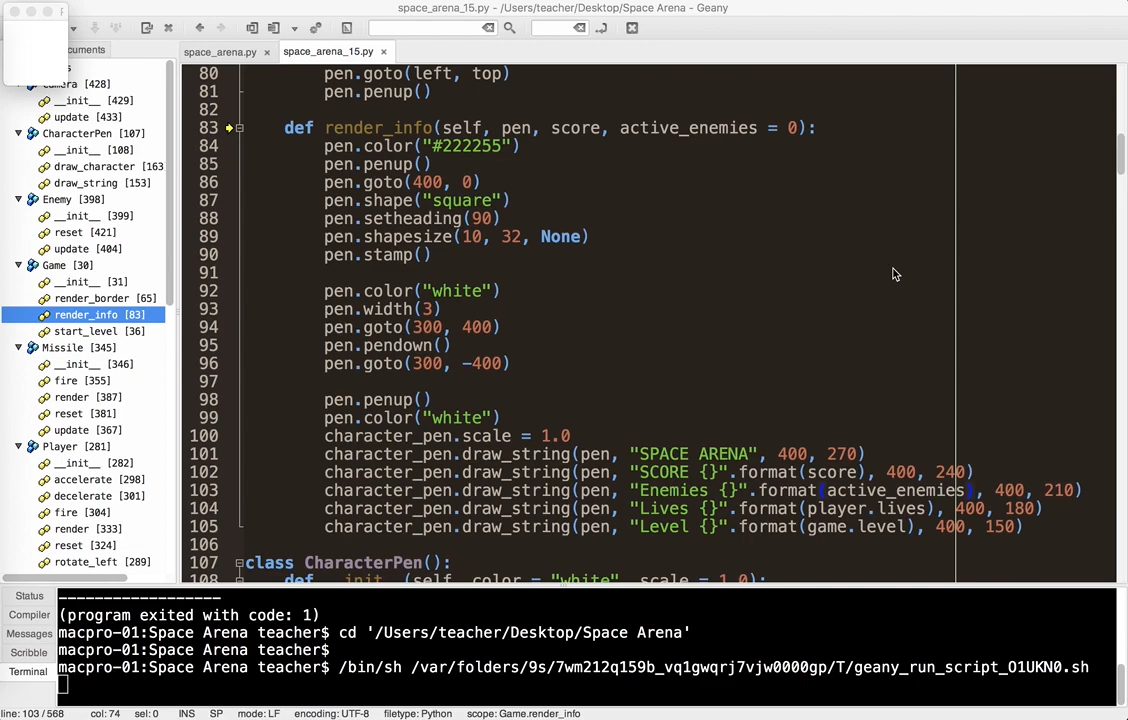 space_arena_15.py - /Users/teacher/Desktop/Space Arena - Geany
cuments
space_arena.py × space_arena_15.py ×
Camera [428]
__init__ [429]
update [433]
CharacterPen [107]
__init__ [108]
draw_character [163
draw_string [153]
Enemy [398]
__init__ [399]
reset [421]
update [404]
Game [30]
__init__ [31]
render_border [65]
render_info [83]
start_level [36]
Missile [345]
__init__ [346]
fire [355]
render [387]
reset [381]
update [367]
Player [281]
__init__ [282]
accelerate [298]
decelerate [301]
fire [304]
render [333]
reset [324]
rotate_left [289]
80 pen.goto(left, top)
81 pen.penup()
82
83 def render_info(self, pen, score, active_enemies = 0):
84 pen.color("#222255")
85 pen.penup()
86 pen.goto(400, 0)
87 pen.shape("square")
88 pen.setheading(90)
89 pen.shapesize(10, 32, None)
90 pen.stamp()
91
92 pen.color("white")
93 pen.width(3)
94 pen.goto(300, 400)
95 pen.pendown()
96 pen.goto(300, -400)
97
98 pen.penup()
99 pen.color("white")
100 character_pen.scale = 1.0
101 character_pen.draw_string(pen, "SPACE ARENA", 400, 270)
102 character_pen.draw_string(pen, "SCORE {}".format(score), 400, 240)
103 character_pen.draw_string(pen, "Enemies {}".format(active_enemies), 400, 210)
104 character_pen.draw_string(pen, "Lives {}".format(player.lives), 400, 180)
105 character_pen.draw_string(pen, "Level {}".format(game.level), 400, 150)
106
107 class CharacterPen():
108 def __init__(self, color = "white", scale = 1.0):
Status
Compiler
Messages
Scribble
Terminal
------------------
(program exited with code: 1)
macpro-01:Space Arena teacher$ cd '/Users/teacher/Desktop/Space Arena'
macpro-01:Space Arena teacher$
macpro-01:Space Arena teacher$ /bin/sh /var/folders/9s/7wm212q159b_vq1gwqrj7vjw0000gp/T/geany_run_script_O1UKN0.sh
line: 103 / 568 col: 74 sel: 0 INS SP mode: LF encoding: UTF-8 filetype: Python scope: Game.render_info